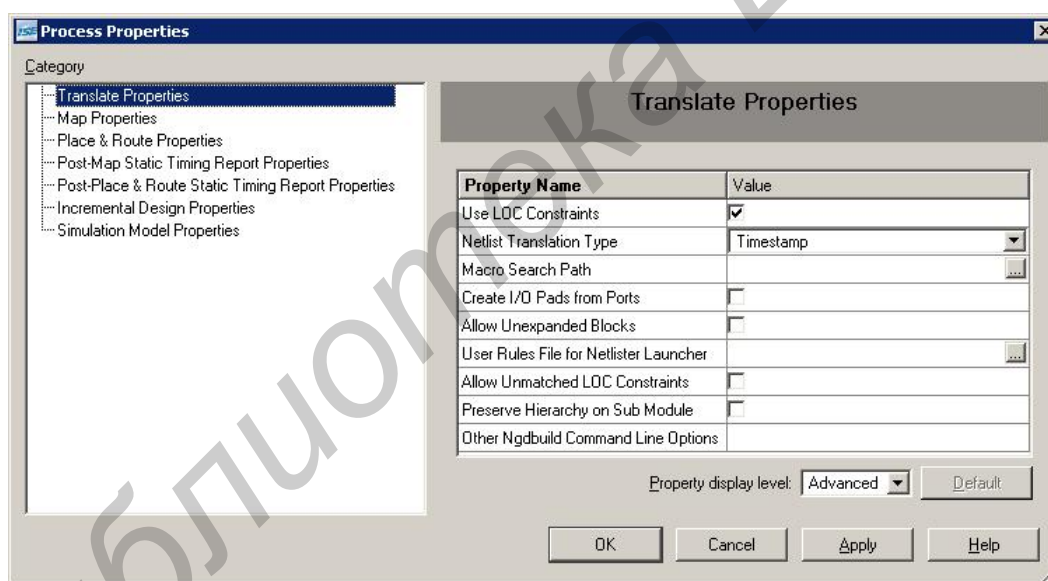 ISE Process Properties
Category
Translate Properties
Map Properties
Place & Route Properties
Post-Map Static Timing Report Properties
Post-Place & Route Static Timing Report Properties
Incremental Design Properties
Simulation Model Properties
Translate Properties
Property Name Value
Use LOC Constraints
Netlist Translation Type Timestamp
Macro Search Path ...
Create I/O Pads from Ports
Allow Unexpanded Blocks
User Rules File for Netlister Launcher ...
Allow Unmatched LOC Constraints
Preserve Hierarchy on Sub Module
Other Ngdbuild Command Line Options
Property display level: Advanced Default
OK Cancel Apply Help
блиотека